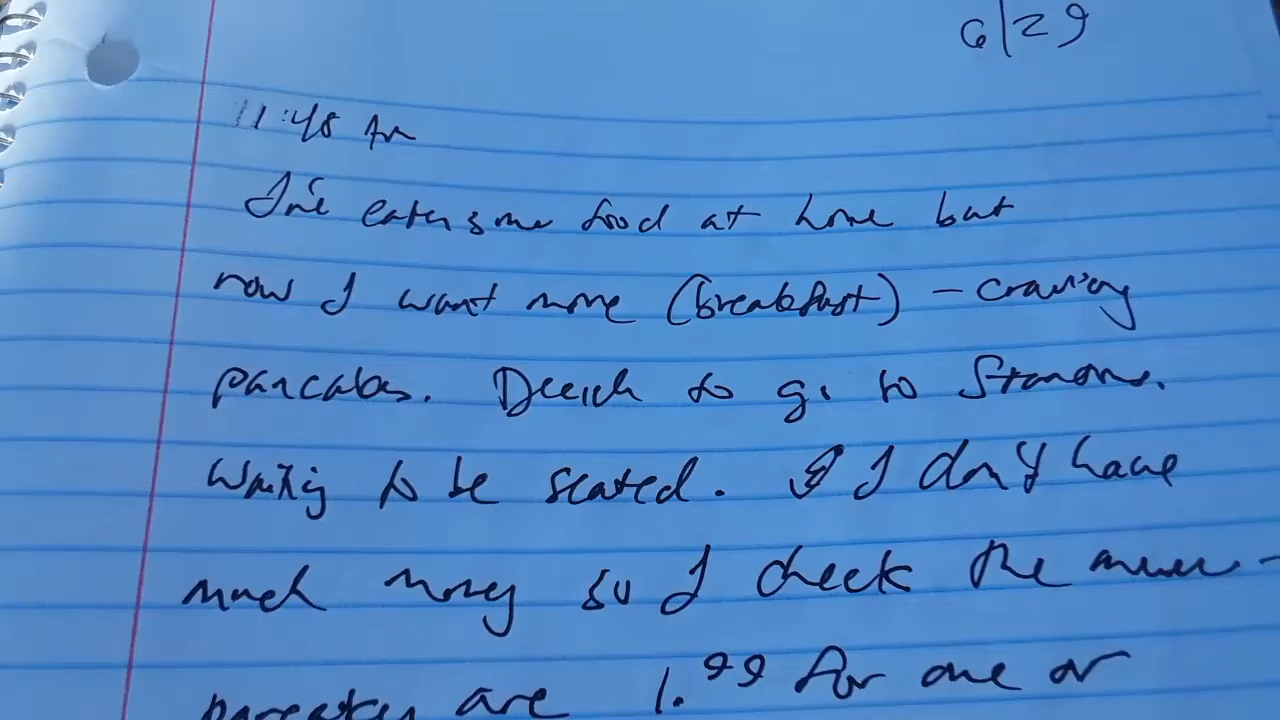 6/29
11:48 Am
I've eaten some food at home but
now I want more (breakfast) - craving
pancakes. Decide to go to
Waiting to be seated. I I don't have
much money so I check the menu -
pancakes are 1.99 for one or